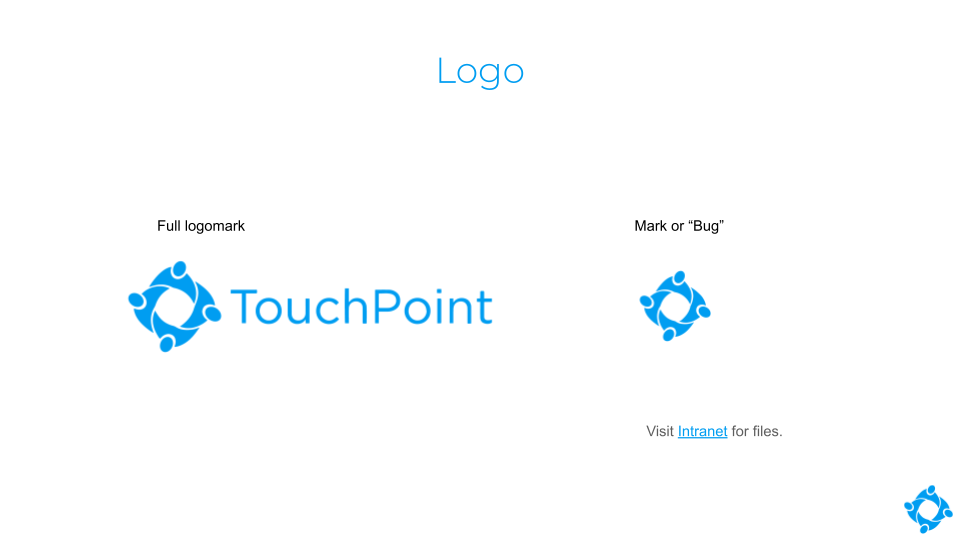 Logo
Full logomark
Mark or “Bug”
TouchPoint
Visit Intranet for files.